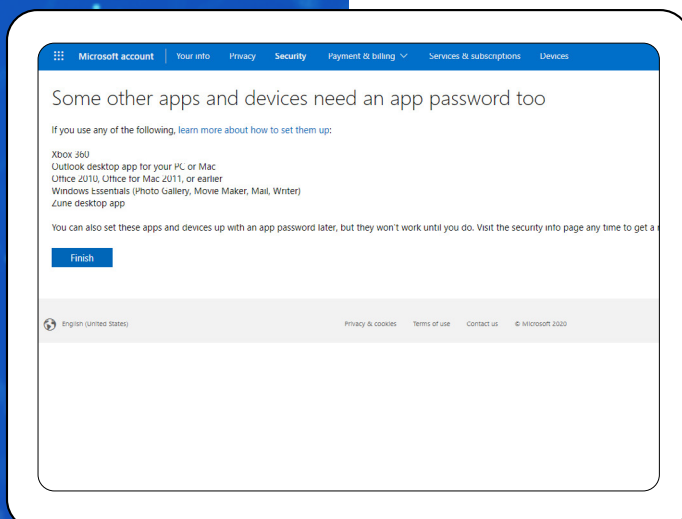 Microsoft account Your info Privacy Security Payment & billing Services & subscriptions Devices
Some other apps and devices need an app password too
If you use any of the following, learn more about how to set them up:
Xbox 360
Outlook desktop app for your PC or Mac
Office 2010, Office for Mac 2011, or earlier
Windows Essentials (Photo Gallery, Movie Maker, Mail, Writer)
Zune desktop app
You can also set these apps and devices up with an app password later, but they won't work until you do. Visit the security info page any time to get a
Finish
English (United States) Privacy & cookies Terms of use Contact us © Microsoft 2020